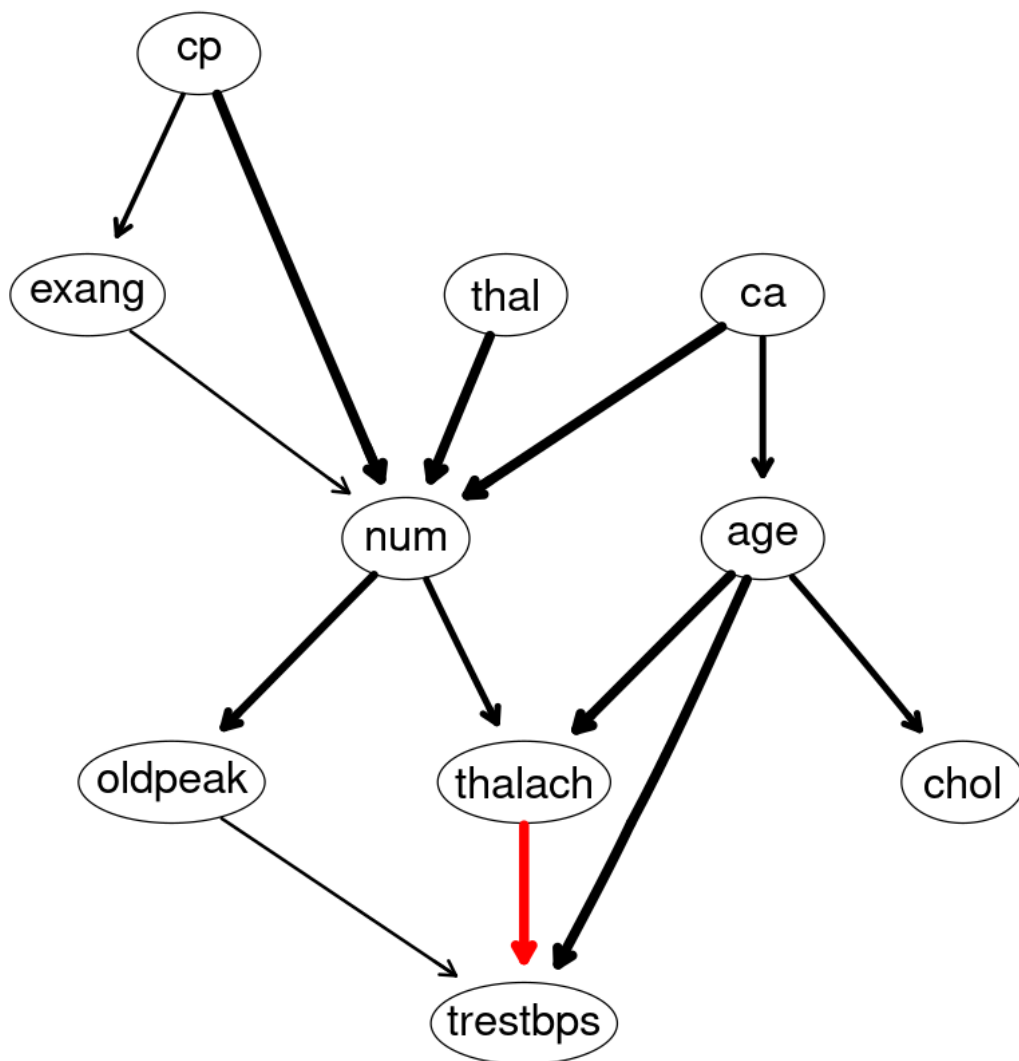 cp
exang
thal
ca
num
age
oldpeak
thalach
chol
trestbps